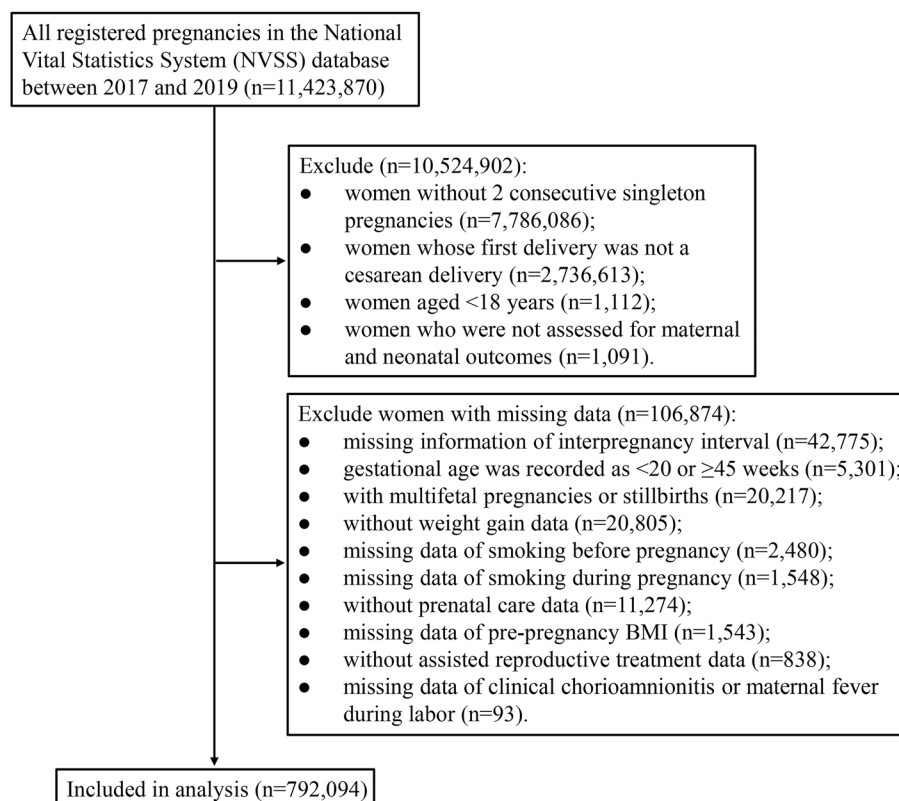 All registered pregnancies in the National
Vital Statistics System (NVSS) database
between 2017 and 2019 (n=11,423,870)
Exclude (n=10,524,902):
● women without 2 consecutive singleton
pregnancies (n=7,786,086);
● women whose first delivery was not a
cesarean delivery (n=2,736,613);
● women aged <18 years (n=1,112);
● women who were not assessed for maternal
and neonatal outcomes (n=1,091).
Exclude women with missing data (n=106,874):
● missing information of interpregnancy interval (n=42,775);
● gestational age was recorded as <20 or ≥45 weeks (n=5,301);
● with multifetal pregnancies or stillbirths (n=20,217);
● without weight gain data (n=20,805);
● missing data of smoking before pregnancy (n=2,480);
● missing data of smoking during pregnancy (n=1,548);
● without prenatal care data (n=11,274);
● missing data of pre-pregnancy BMI (n=1,543);
● without assisted reproductive treatment data (n=838);
● missing data of clinical chorioamnionitis or maternal fever
during labor (n=93).
Included in analysis (n=792,094)